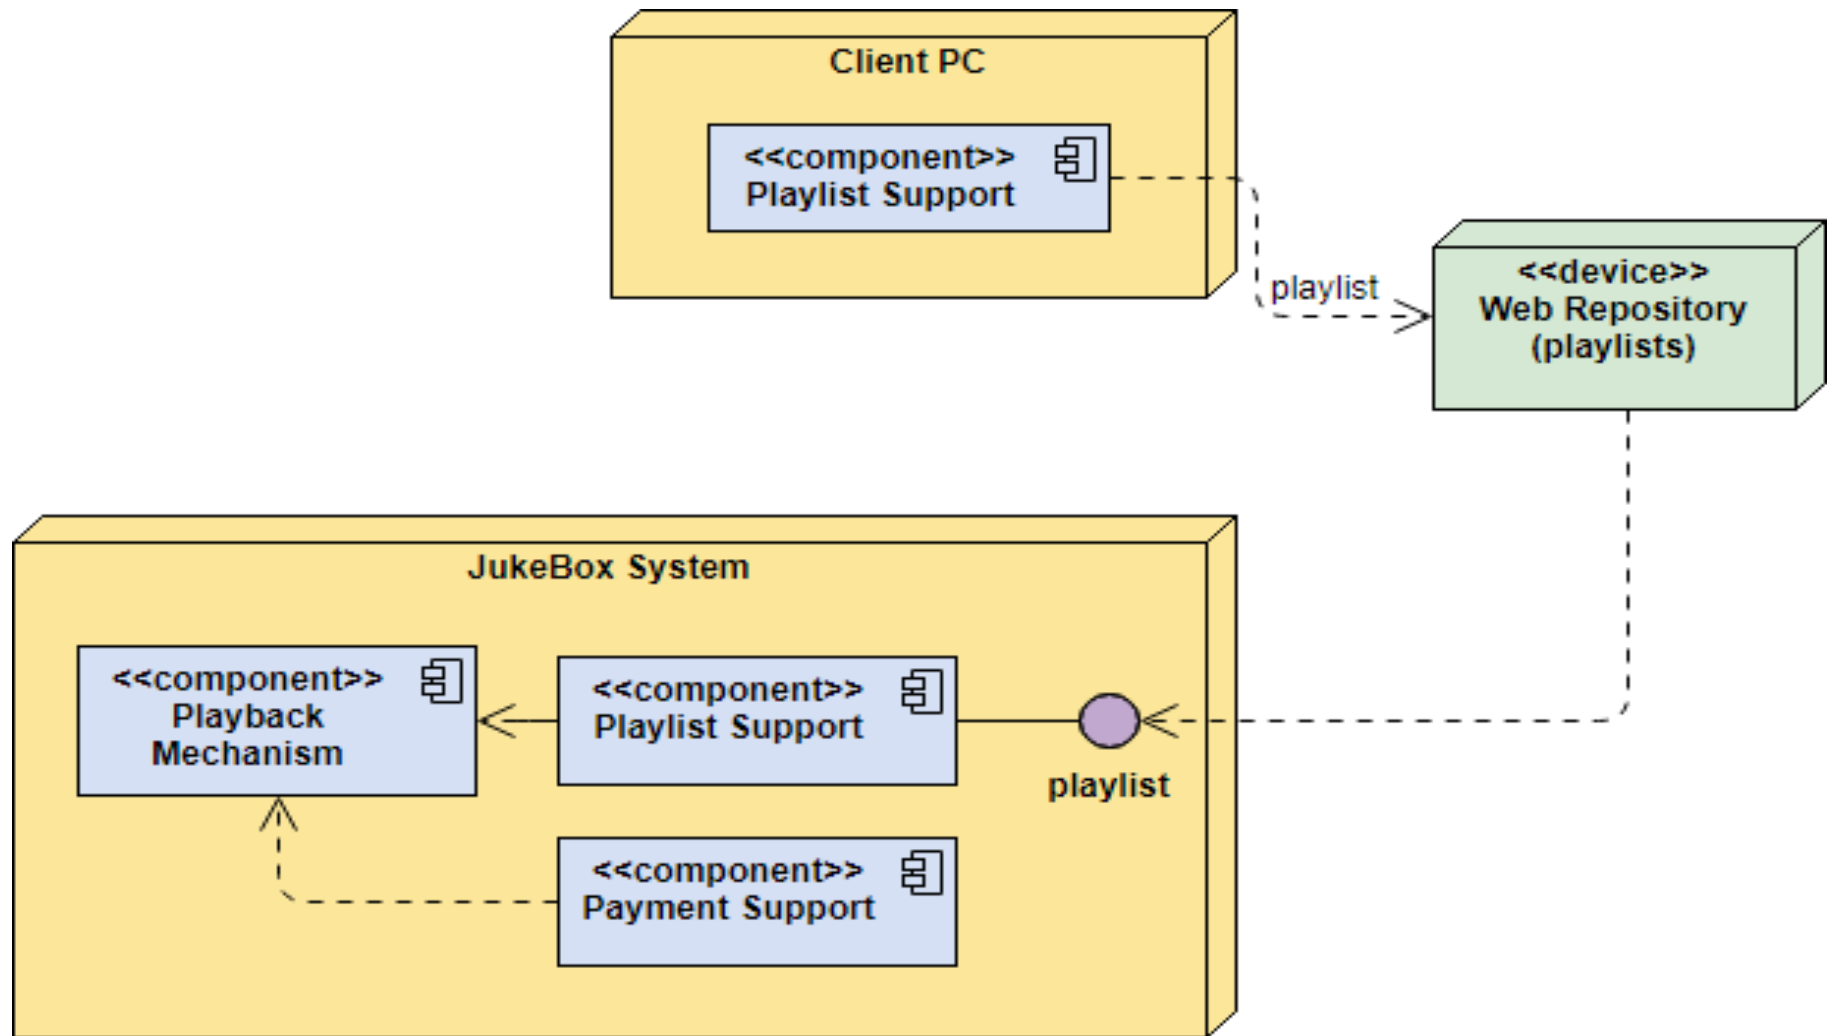 Client PC
<<component>>
Playlist Support
playlist
<<device>>
Web Repository
(playlists)
JukeBox System
<<component>>
Playback
Mechanism
<<component>>
Playlist Support
playlist
<<component>>
Payment Support